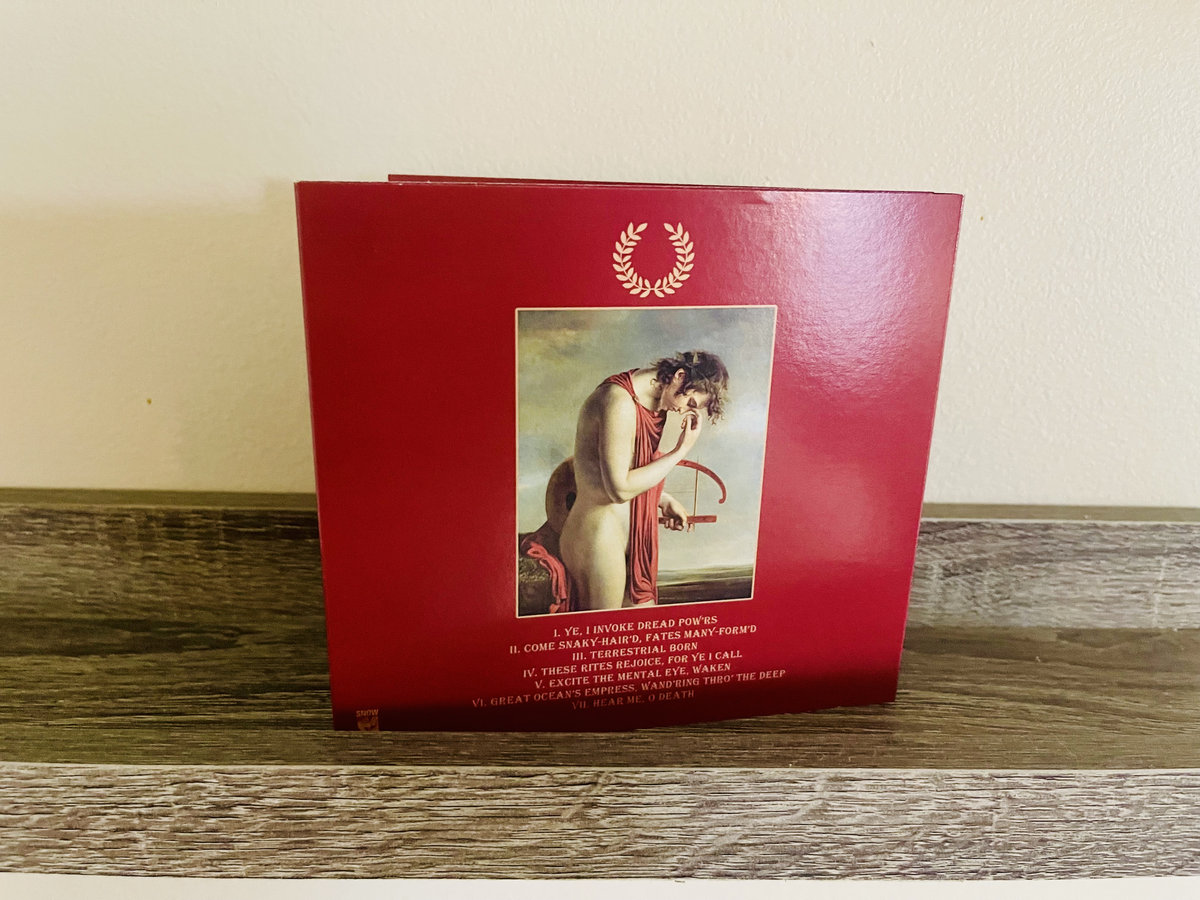 I. YE, I INVOKE DREAD POW'RS
II. COME SNAKY-HAIR'D, FATES MANY-FORM'D
III. TERRESTRIAL BORN
IV. THESE RITES REJOICE, FOR YE I CALL
V. EXCITE THE MENTAL EYE, WAKEN
VI. GREAT OCEAN'S EMPRESS, WAND'RING THRO' THE DEEP
VII. HEAR ME, O DEATH
SNOW